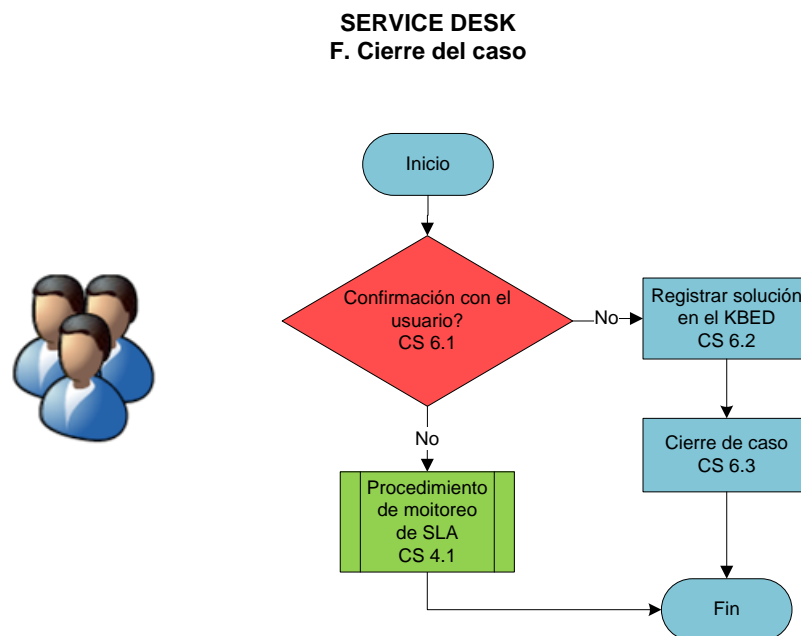 SERVICE DESK
F. Cierre del caso
Inicio
Confirmación con el
usuario?
CS 6.1
No
Registrar solución
en el KBED
CS 6.2
No
Cierre de caso
CS 6.3
Procedimiento
de moitoreo
de SLA
CS 4.1
Fin